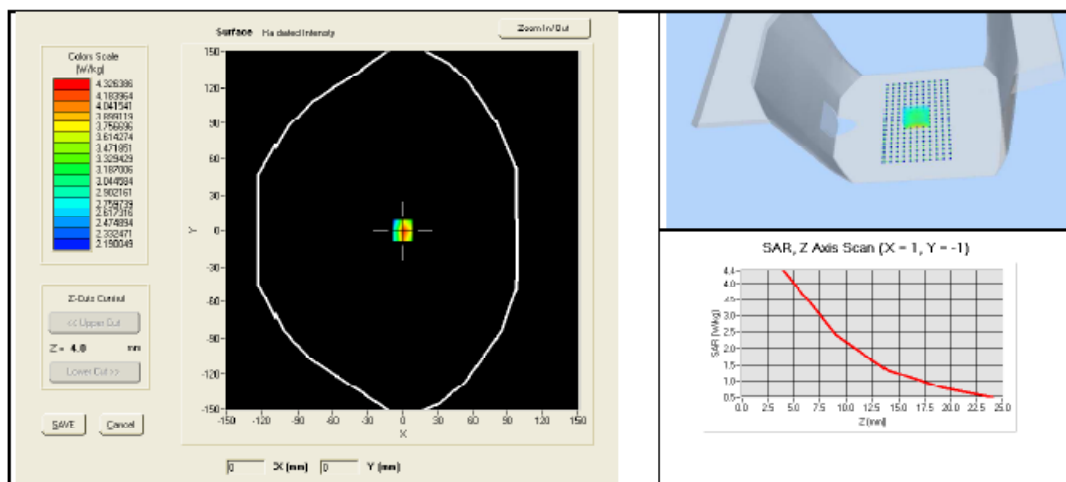 Surface Radiated Intensity
Zoom In/Out
Colors Scale
(W/kg)
4.326386
4.183964
4.041541
3.899119
3.756696
3.614274
3.471851
3.329429
3.187006
3.044584
2.902161
2.759739
2.617316
2.474894
2.332471
2.190049
Z-Cuts Control
<< Upper Cut
Z = 4.0 mm
Lower Cut >>
SAVE Cancel
150
120
90
60
30
0
-30
-60
-90
-120
-150
Y
-150 -120 -90 -60 -30 0 30 60 90 120 150
X
0 X (mm) 0 Y (mm)
SAR, Z Axis Scan (X = 1, Y = -1)
4.4
4.0
3.5
3.0
2.5
2.0
1.5
1.0
0.5
SAR (W/kg)
0.0 2.5 5.0 7.5 10.0 12.5 15.0 17.5 20.0 22.5 25.0
Z (mm)